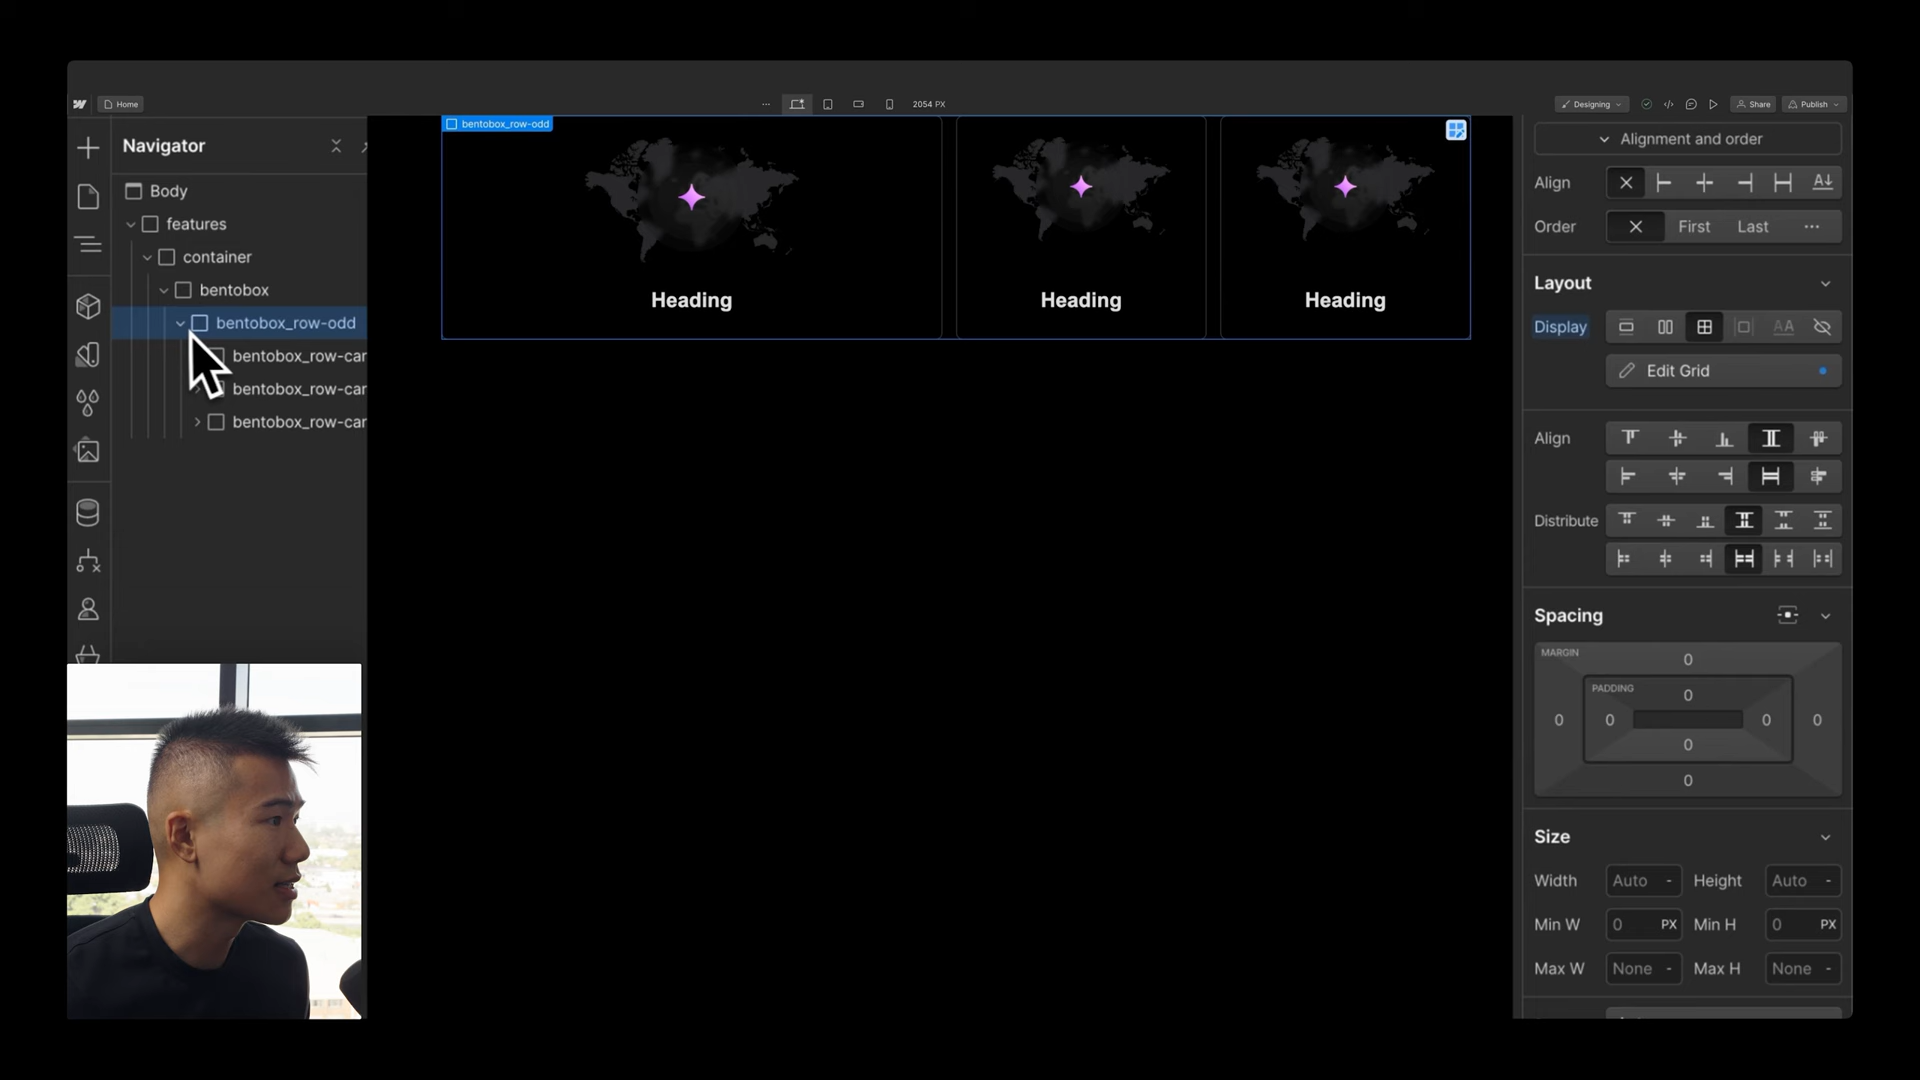 Home
2054 PX
Designing
Share
Publish
Navigator
Body
features
container
bentobox
bentobox_row-odd
bentobox_row-car
bentobox_row-car
bentobox_row-car
bentobox_row-odd
Heading
Heading
Heading
Alignment and order
Align
Order
First
Last
Layout
Display
AA
Edit Grid
Align
Distribute
Spacing
MARGIN
0
PADDING
0
0
0
0
0
0
0
Size
Width Auto - Height Auto -
Min W 0 PX Min H 0 PX
Max W None - Max H None -